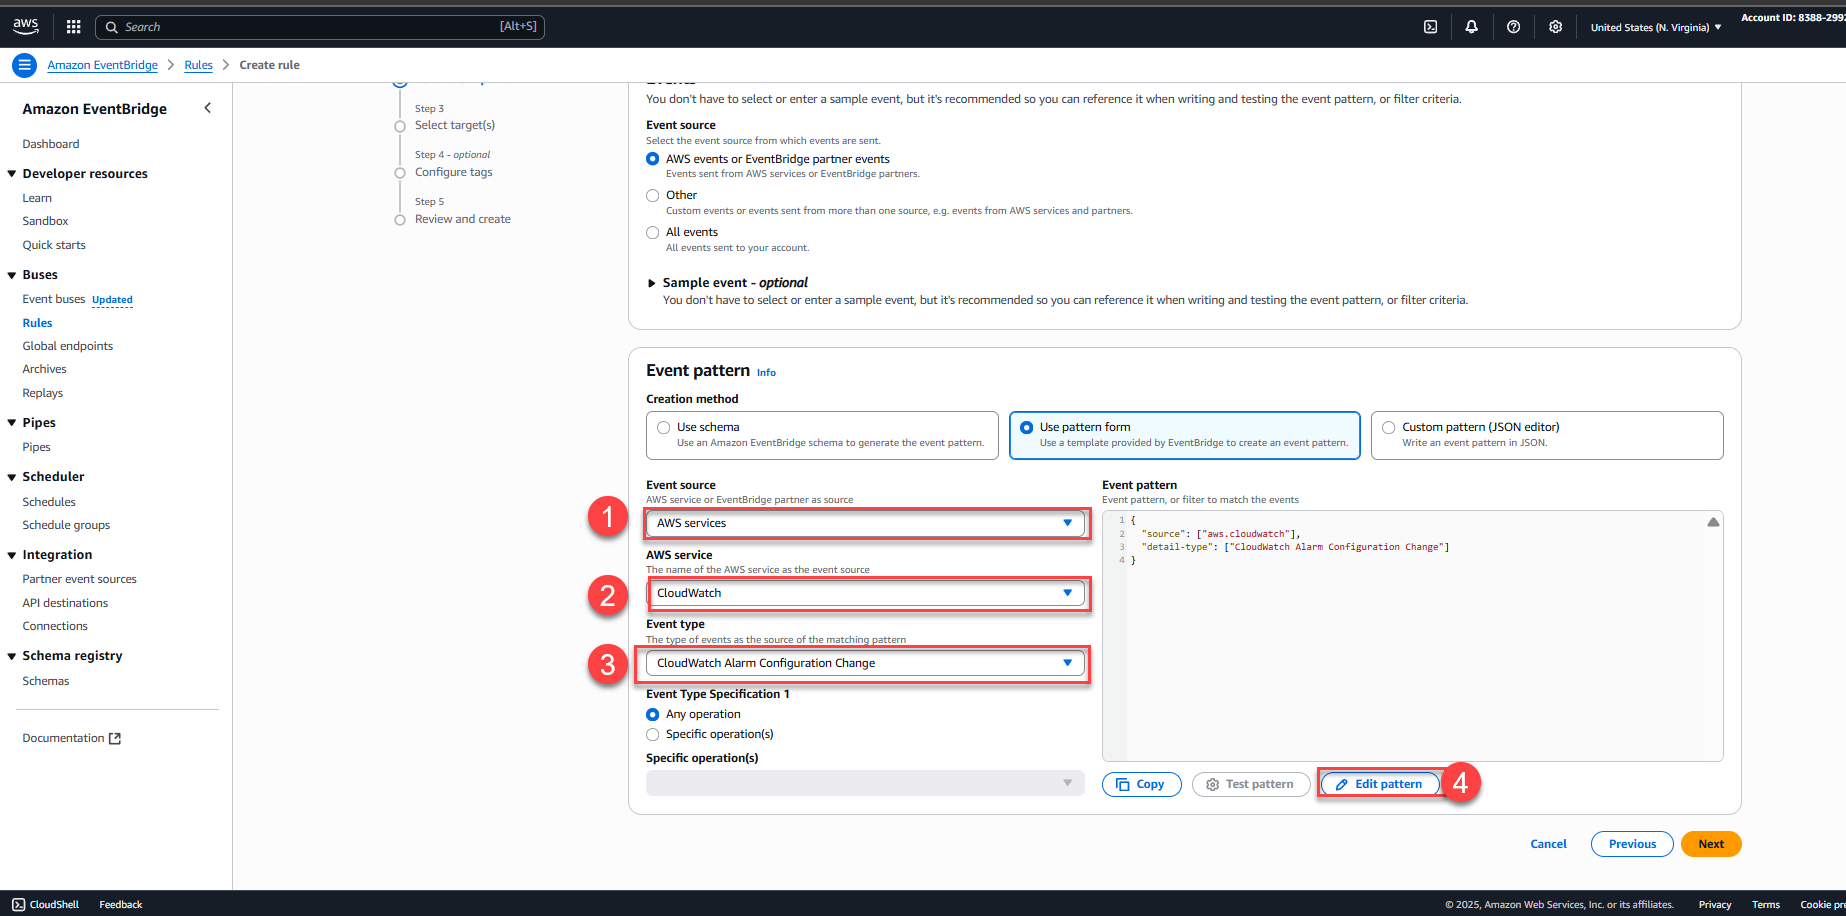 aws
Search
[Alt+S]
United States (N. Virginia)
Account ID: 8388-299
Amazon EventBridge
Rules
Create rule
Amazon EventBridge
Dashboard
Developer resources
Learn
Sandbox
Quick starts
Buses
Event buses Updated
Rules
Global endpoints
Archives
Replays
Pipes
Pipes
Scheduler
Schedules
Schedule groups
Integration
Partner event sources
API destinations
Connections
Schema registry
Schemas
Documentation
Step 3
Select target(s)
Step 4 - optional
Configure tags
Step 5
Review and create
You don't have to select or enter a sample event, but it's recommended so you can reference it when writing and testing the event pattern, or filter criteria.
Event source
Select the event source from which events are sent.
AWS events or EventBridge partner events
Events sent from AWS services or EventBridge partners.
Other
Custom events or events sent from more than one source, e.g. events from AWS services and partners.
All events
All events sent to your account.
Sample event - optional
You don't have to select or enter a sample event, but it's recommended so you can reference it when writing and testing the event pattern, or filter criteria.
Event pattern Info
Creation method
Use schema
Use an Amazon EventBridge schema to generate the event pattern.
Use pattern form
Use a template provided by EventBridge to create an event pattern.
Custom pattern (JSON editor)
Write an event pattern in JSON.
Event source
AWS service or EventBridge partner as source
1
AWS services
AWS service
The name of the AWS service as the event source
2
CloudWatch
Event type
The type of events as the source of the matching pattern
3
CloudWatch Alarm Configuration Change
Event Type Specification 1
Any operation
Specific operation(s)
Specific operation(s)
Event pattern
Event pattern, or filter to match the events
1 {
2 "source": ["aws.cloudwatch"],
3 "detail-type": ["CloudWatch Alarm Configuration Change"]
4 }
Copy
Test pattern
Edit pattern
4
Cancel
Previous
Next
CloudShell
Feedback
© 2025, Amazon Web Services, Inc. or its affiliates.
Privacy
Terms
Cookie pr